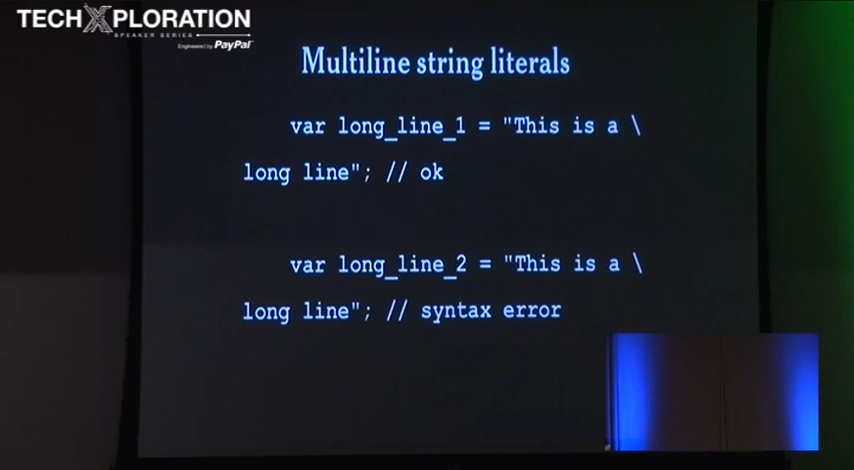 TECHXPLORATION
SPEAKER SERIES
Engineered by PayPal
Multiline string literals
var long_line_1 = "This is a \
long line"; // ok
var long_line_2 = "This is a \
long line"; // syntax error